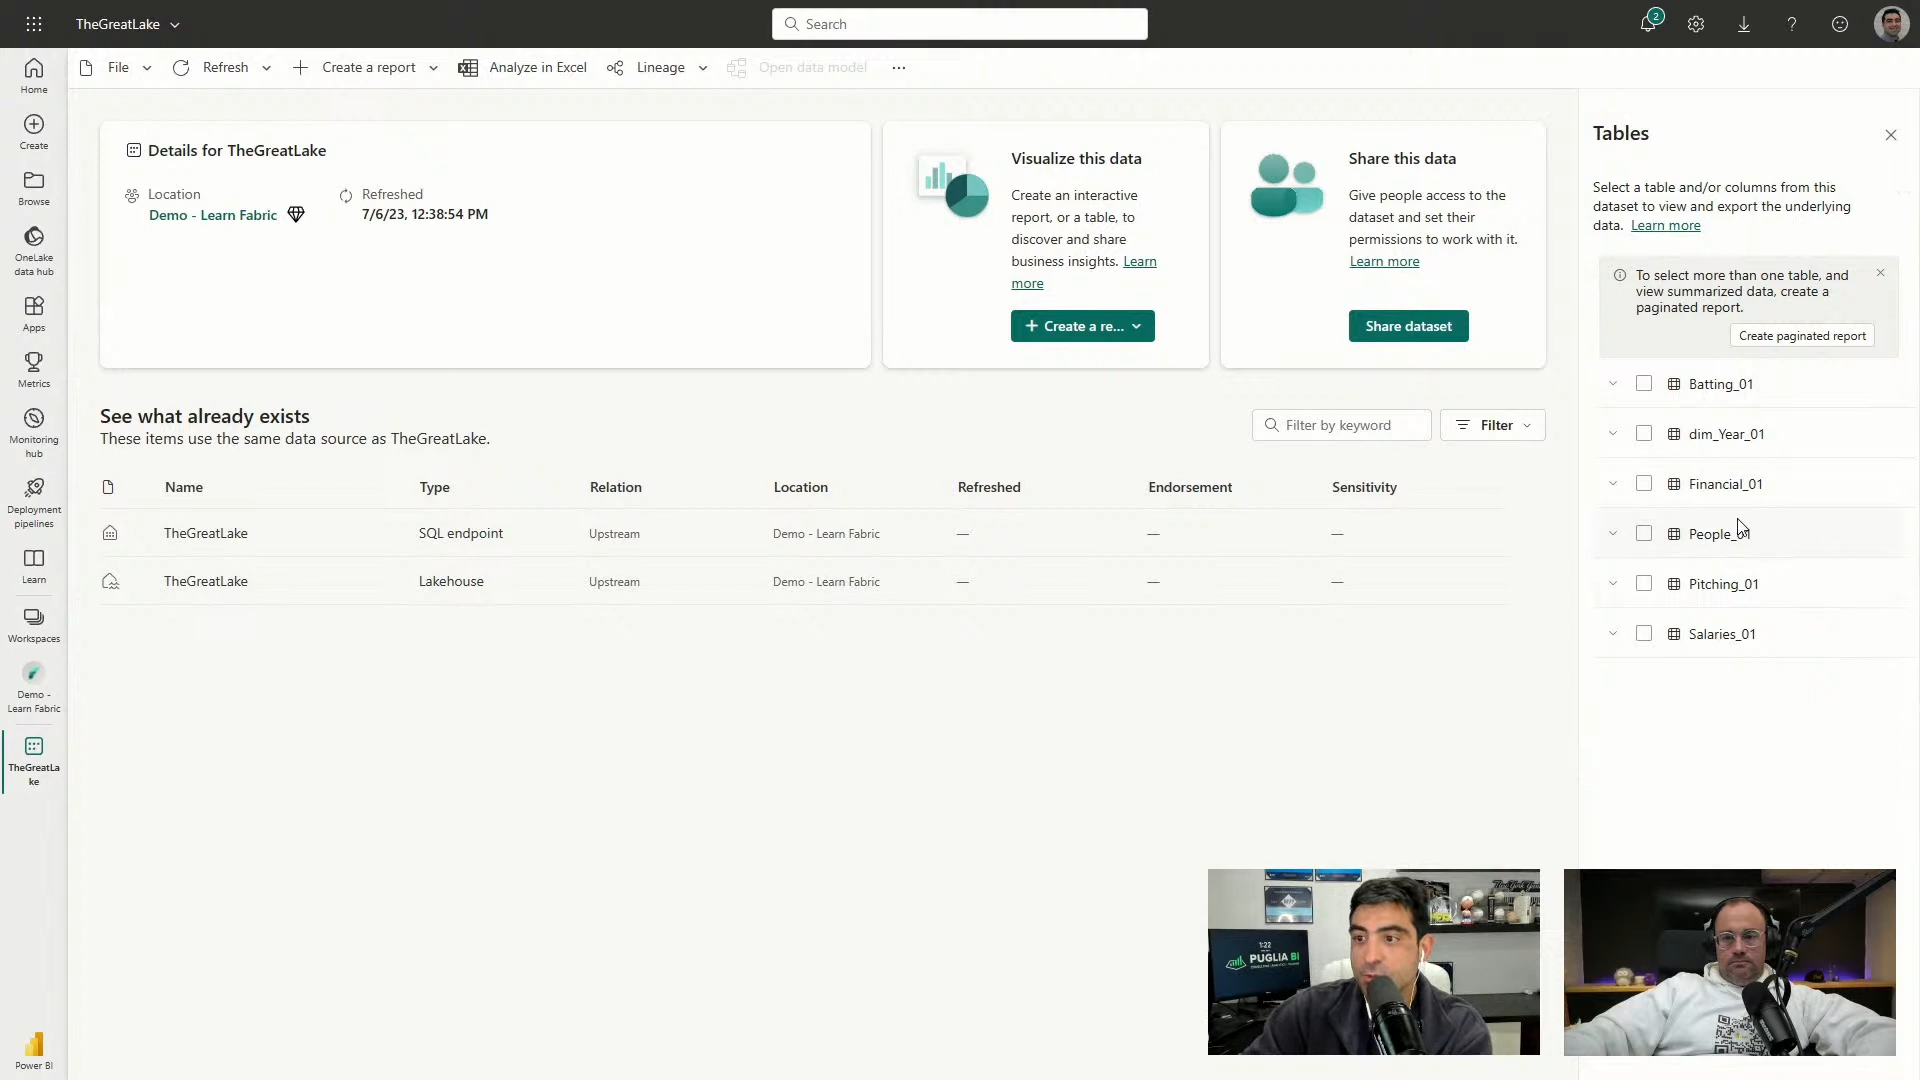 TheGreatLake
Search
2
File
Refresh
Create a report
Analyze in Excel
Lineage
Open data model
Home
Create
Browse
OneLake
data hub
Apps
Metrics
Monitoring
hub
Deployment
pipelines
Learn
Workspaces
Demo -
Learn Fabric
TheGreatLa
ke
Power BI
Details for TheGreatLake
Location
Demo - Learn Fabric
Refreshed
7/6/23, 12:38:54 PM
Visualize this data
Create an interactive
report, or a table, to
discover and share
business insights. Learn
more
Create a re...
Share this data
Give people access to the
dataset and set their
permissions to work with it.
Learn more
Share dataset
See what already exists
These items use the same data source as TheGreatLake.
Filter by keyword
Filter
Name Type Relation Location Refreshed Endorsement Sensitivity
TheGreatLake SQL endpoint Upstream Demo - Learn Fabric — — —
TheGreatLake Lakehouse Upstream Demo - Learn Fabric — — —
Tables
Select a table and/or columns from this
dataset to view and export the underlying
data. Learn more
To select more than one table, and
view summarized data, create a
paginated report.
Create paginated report
Batting_01
dim_Year_01
Financial_01
People_01
Pitching_01
Salaries_01
1:22
PUGLIA BI